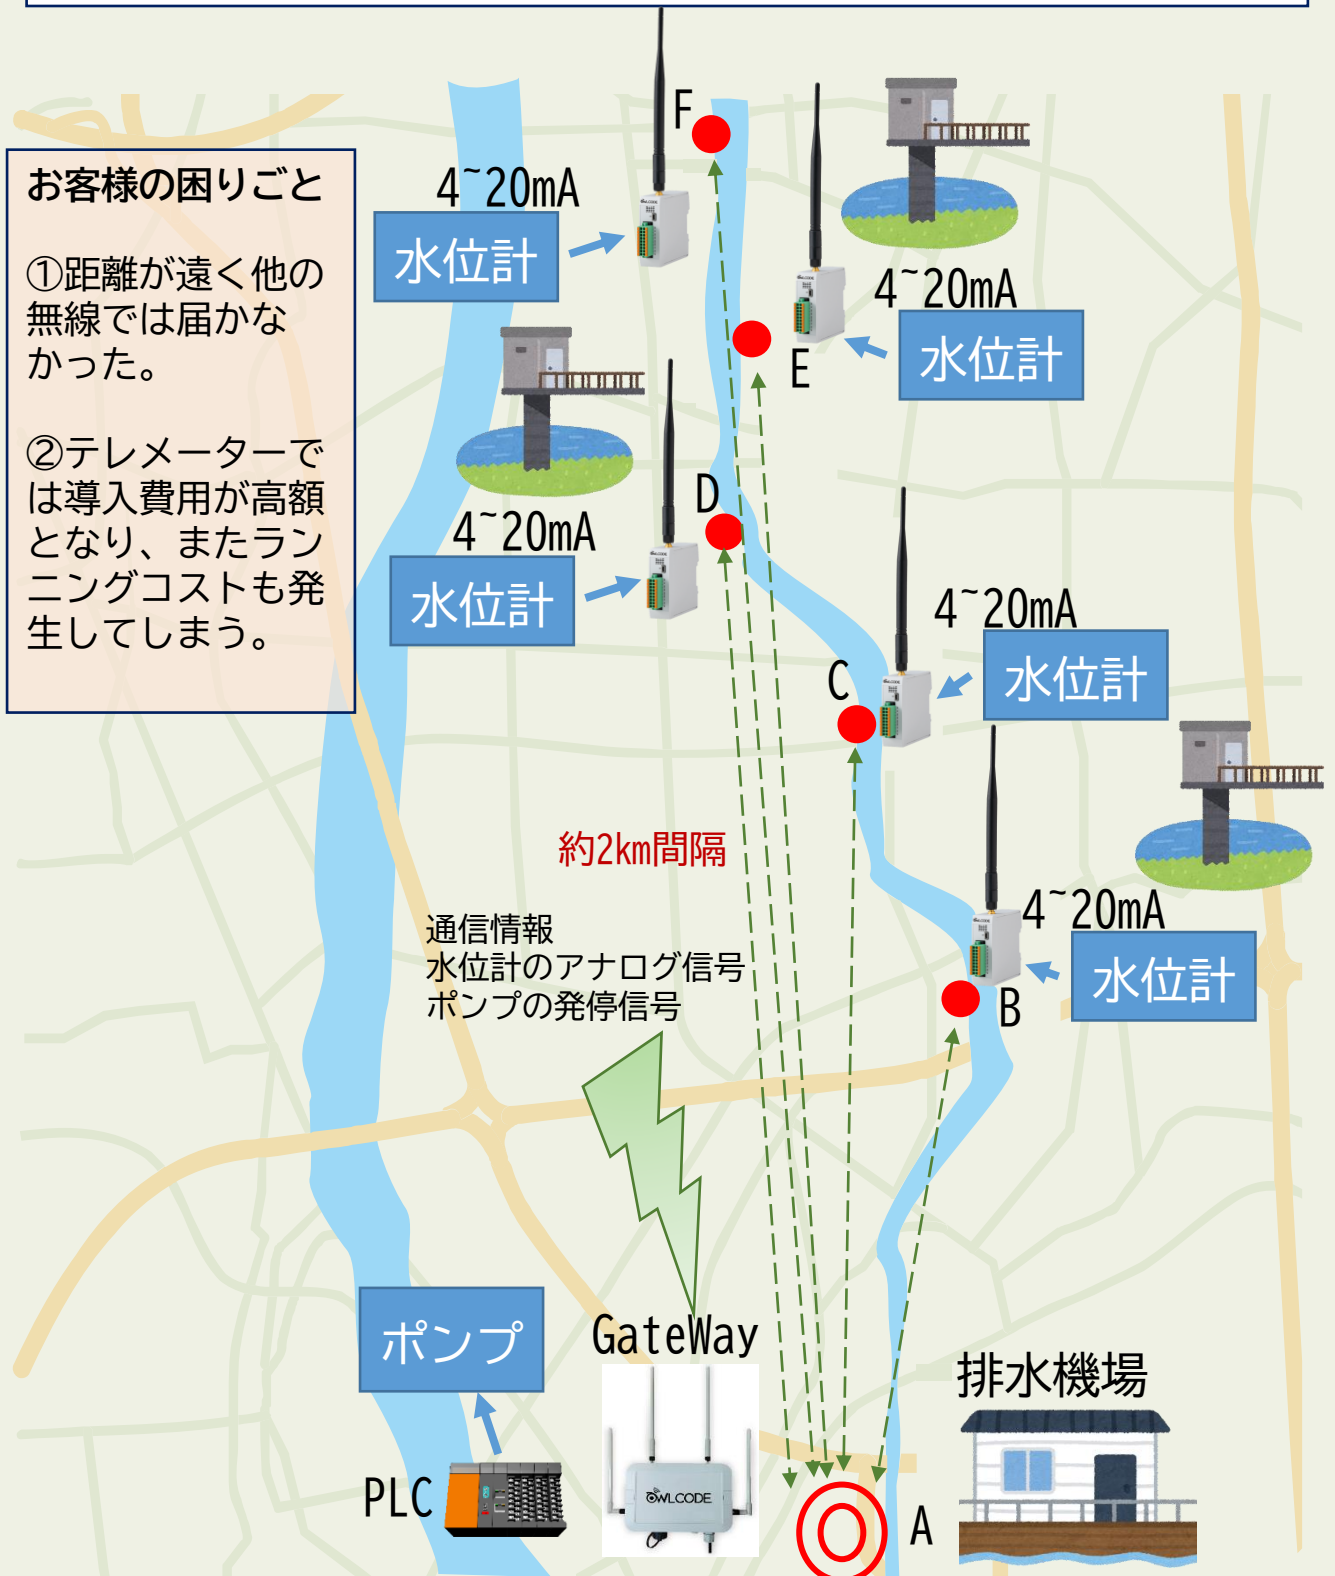 お客様の困りごと
①距離が遠く他の
無線では届かな
かった。
②テレメーターで
は導入費用が高額
となり、またラン
ニングコストも発
生してしまう。
F
4~20mA
水位計
4~20mA
水位計
E
D
4~20mA
水位計
4~20mA
水位計
C
約2km間隔
4~20mA
水位計
B
通信情報
水位計のアナログ信号
ポンプの発停信号
ポンプ
GateWay
排水機場
PLC
OWLCODE
A